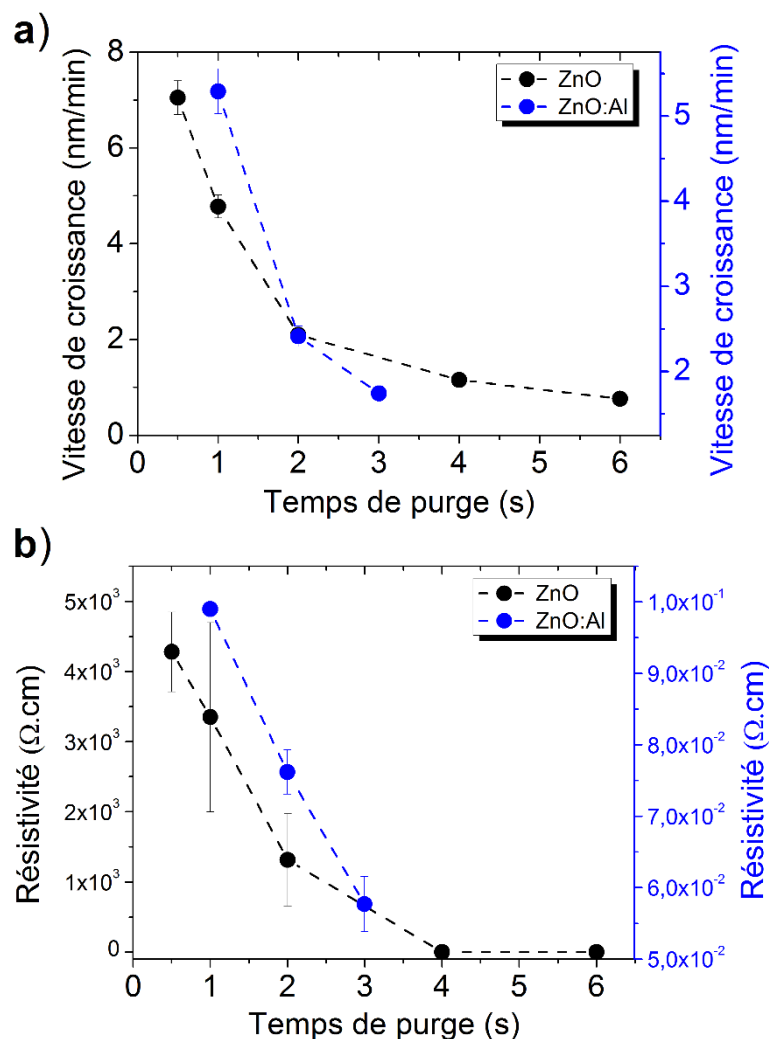 a)
Vitesse de croissance (nm/min)
8
6
4
2
0
ZnO
ZnO:Al
5
4
3
2
Vitesse de croissance (nm/min)
0 1 2 3 4 5 6
Temps de purge (s)
b)
Résistivité (Ω.cm)
5x10³
4x10³
3x10³
2x10³
1x10³
0
ZnO
ZnO:Al
1,0x10⁻¹
9,0x10⁻²
8,0x10⁻²
7,0x10⁻²
6,0x10⁻²
5,0x10⁻²
Résistivité (Ω.cm)
0 1 2 3 4 5 6
Temps de purge (s)